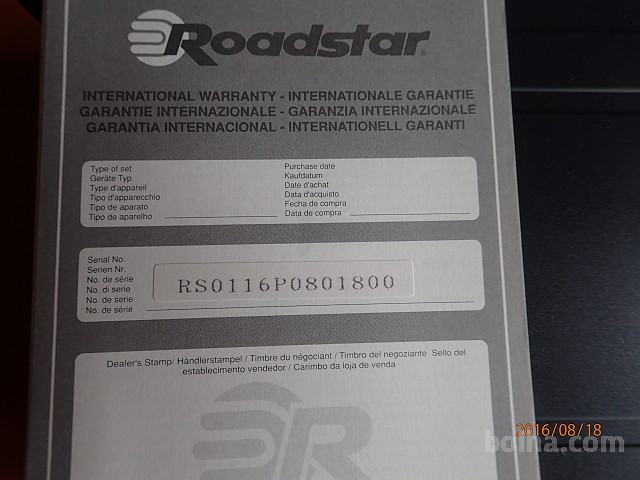 Roadstar
INTERNATIONAL WARRANTY - INTERNATIONALE GARANTIE
GARANTIE INTERNAZIONALE - GARANZIA INTERNAZIONALE
GARANTIA INTERNACIONAL - INTERNATIONELL GARANTI
Type of set
Geräte Typ
Type d'appareil
Tipo d'apparecchio
Tipo de aparato
Tipo de aparelho
Purchase date
Kaufdatum
Date d'achat
Data d'acquisto
Fecha de compra
Data de compra
Serial No.
Serien Nr.
No. de série
No. di serie
No. de serie
No. de série
RS0116P0801800
Dealer's Stamp/ Händlerstampel / Timbre du négociant / Timbro del negoziante Sello del
establecimento vendedor / Carimbo da loja de venda
R
2016/08/18
bolha.com